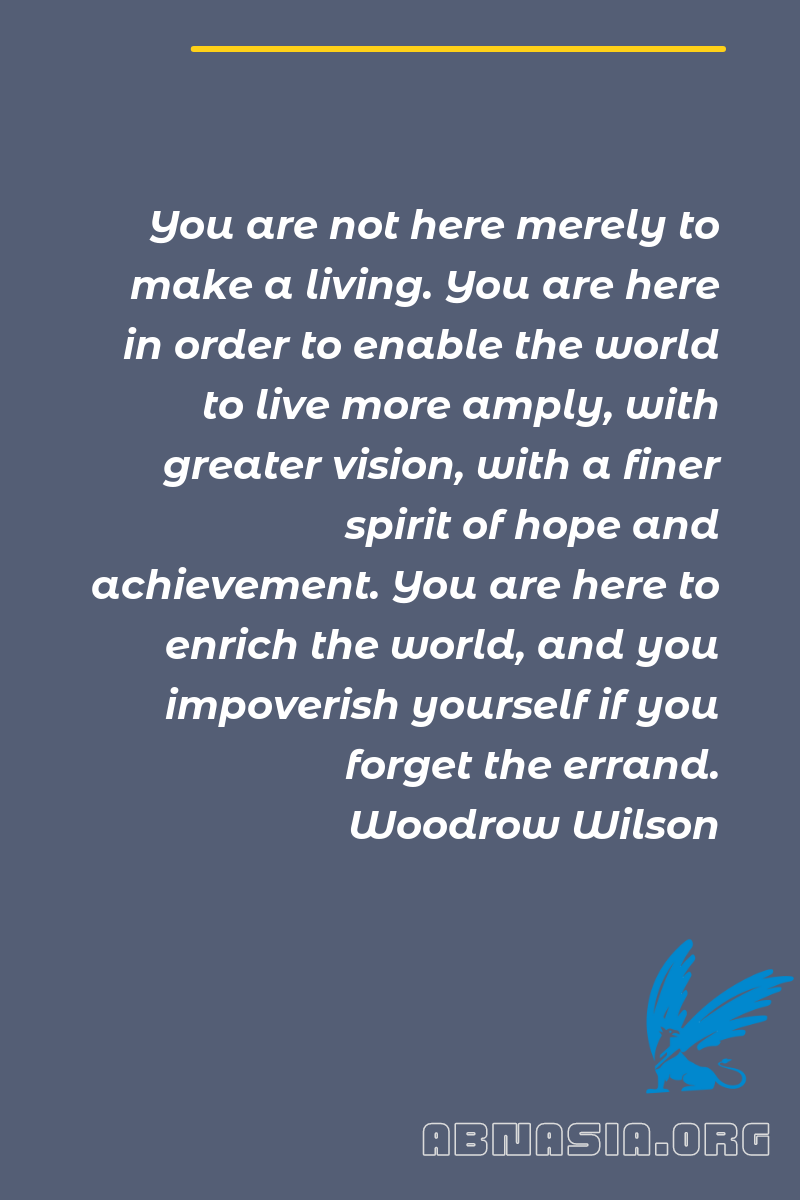 You are not here merely to
make a living. You are here
in order to enable the world
to live more amply, with
greater vision, with a finer
spirit of hope and
achievement. You are here to
enrich the world, and you
impoverish yourself if you
forget the errand.
Woodrow Wilson
ABNASIA.ORG